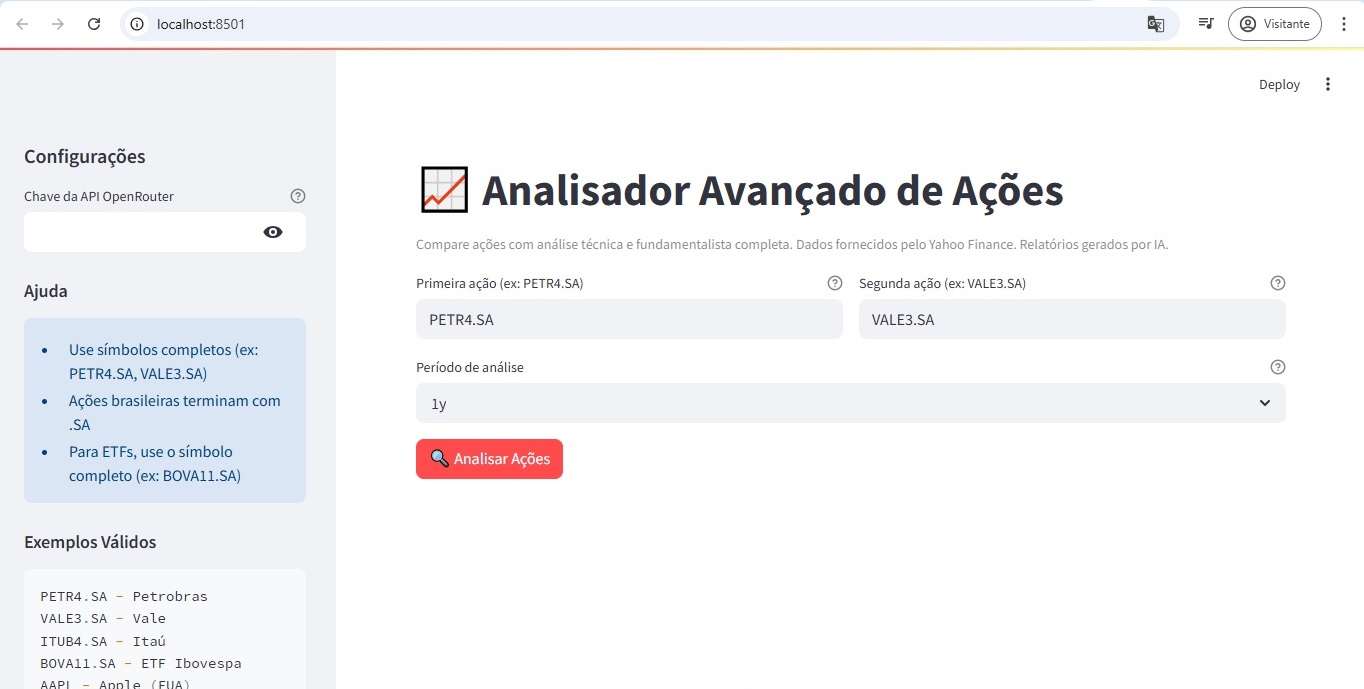 localhost:8501
Visitante
Deploy
Configurações
Chave da API OpenRouter
Ajuda
Use símbolos completos (ex:
PETR4.SA, VALE3.SA)
Ações brasileiras terminam com
.SA
Para ETFs, use o símbolo
completo (ex: BOVA11.SA)
Exemplos Válidos
PETR4.SA - Petrobras
VALE3.SA - Vale
ITUB4.SA - Itaú
BOVA11.SA - ETF Ibovespa
AAPL - Apple (EUA)
Analisador Avançado de Ações
Compare ações com análise técnica e fundamentalista completa. Dados fornecidos pelo Yahoo Finance. Relatórios gerados por IA.
Primeira ação (ex: PETR4.SA)
PETR4.SA
Segunda ação (ex: VALE3.SA)
VALE3.SA
Período de análise
1y
Analisar Ações